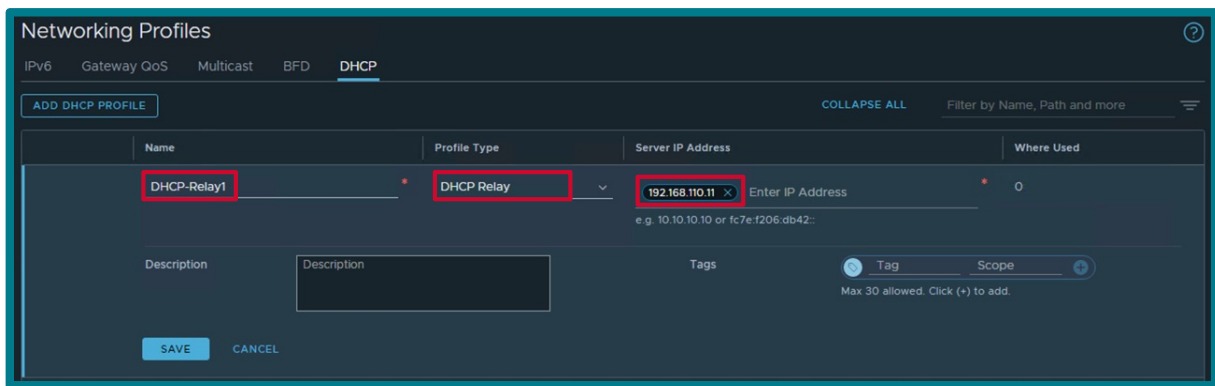 Networking Profiles
IPv6 Gateway QoS Multicast BFD DHCP
ADD DHCP PROFILE COLLAPSE ALL Filter by Name, Path and more
Name Profile Type Server IP Address Where Used
DHCP-Relay1 * DHCP Relay 192.168.110.11 × Enter IP Address * 0
e.g. 10.10.10.10 or fc7e:f206:db42::
Description Description Tags Tag Scope
Max 30 allowed. Click (+) to add.
SAVE CANCEL